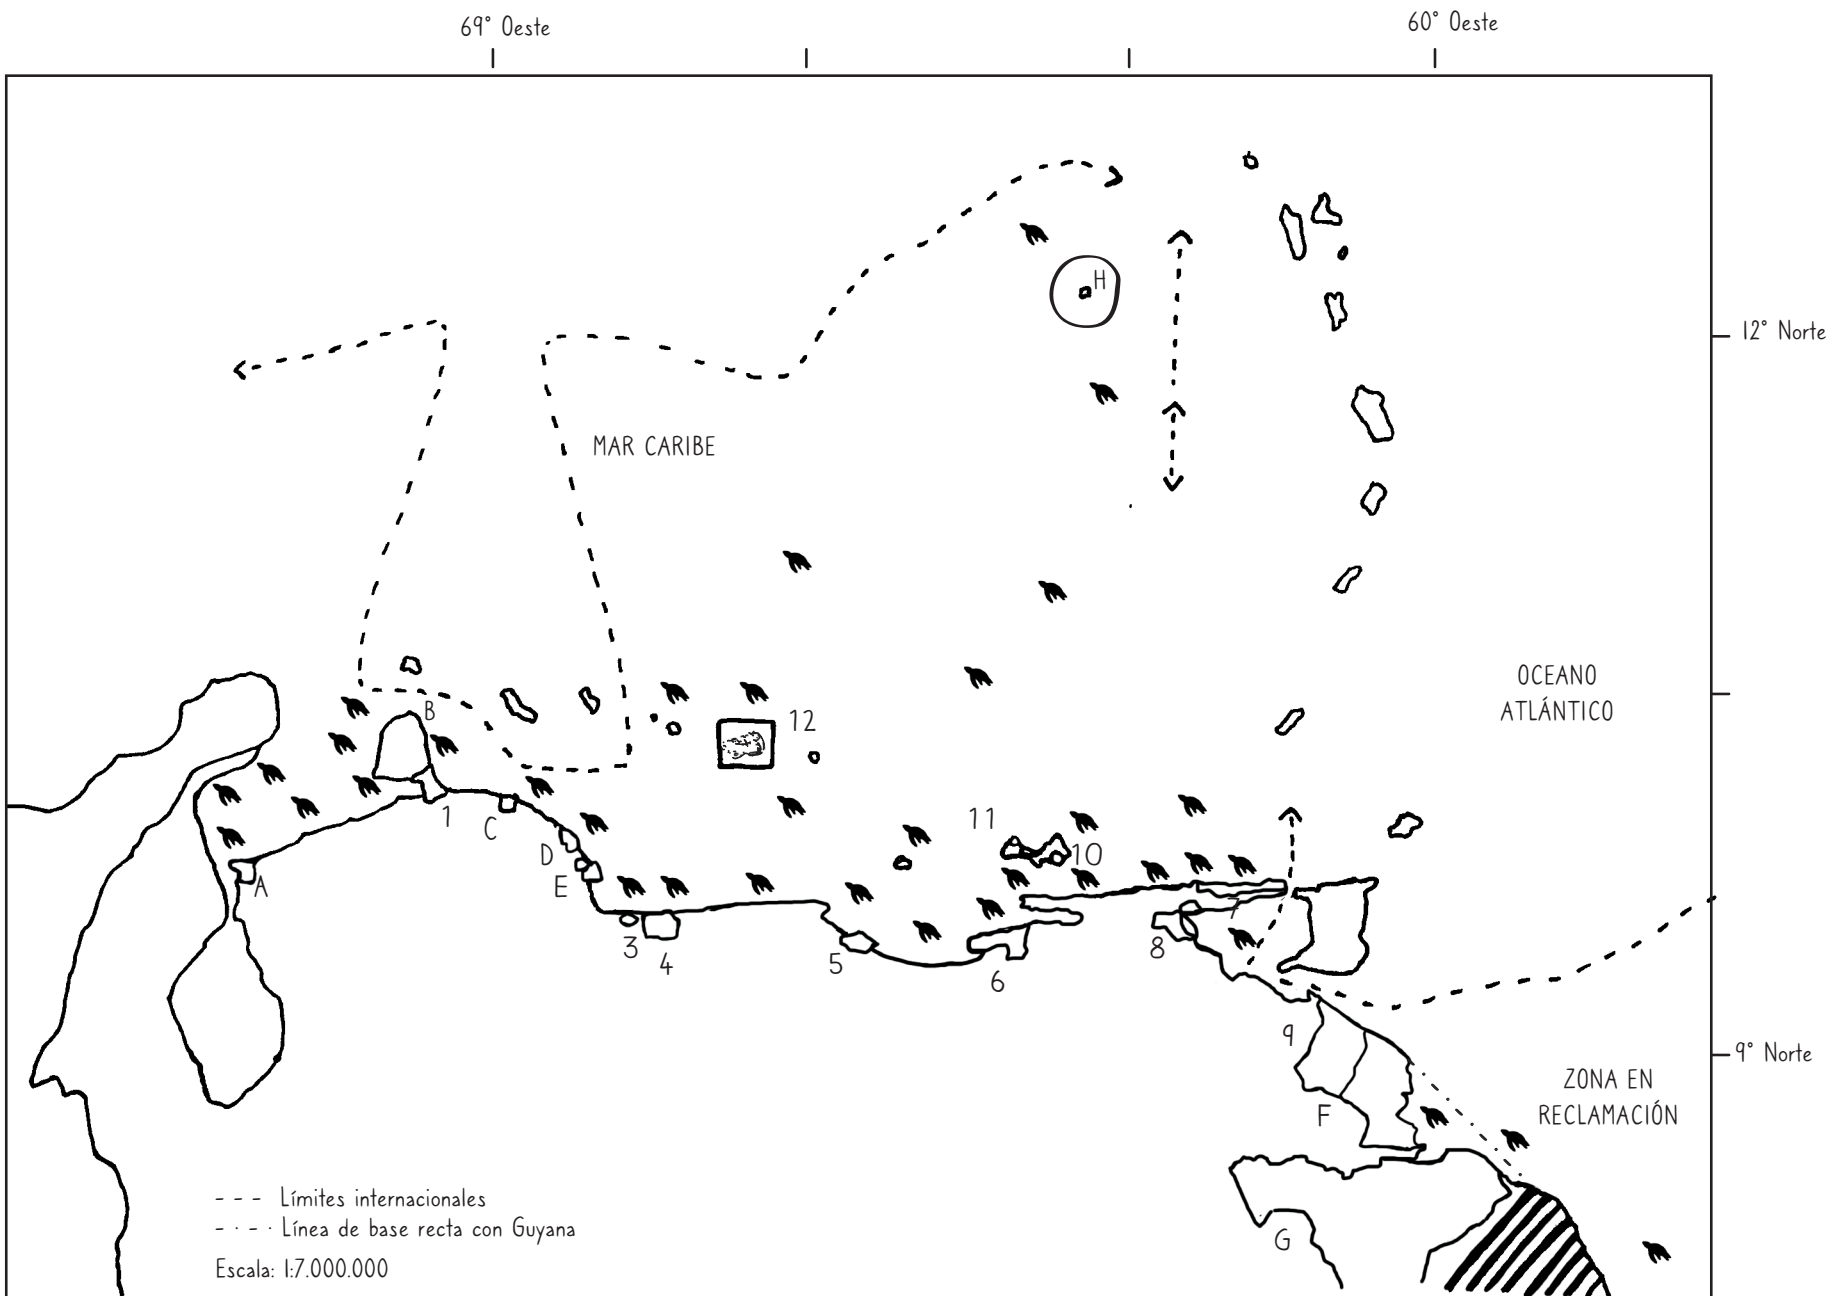 69° Oeste
60° Oeste
H
12° Norte
MAR CARIBE
OCEANO
ATLÁNTICO
B
12
1
C
11
10
D
E
A
7
3
4
5
6
8
9
9° Norte
ZONA EN
RECLAMACIÓN
F
G
--- Límites internacionales
-·-· Línea de base recta con Guyana
Escala: 1:7.000.000